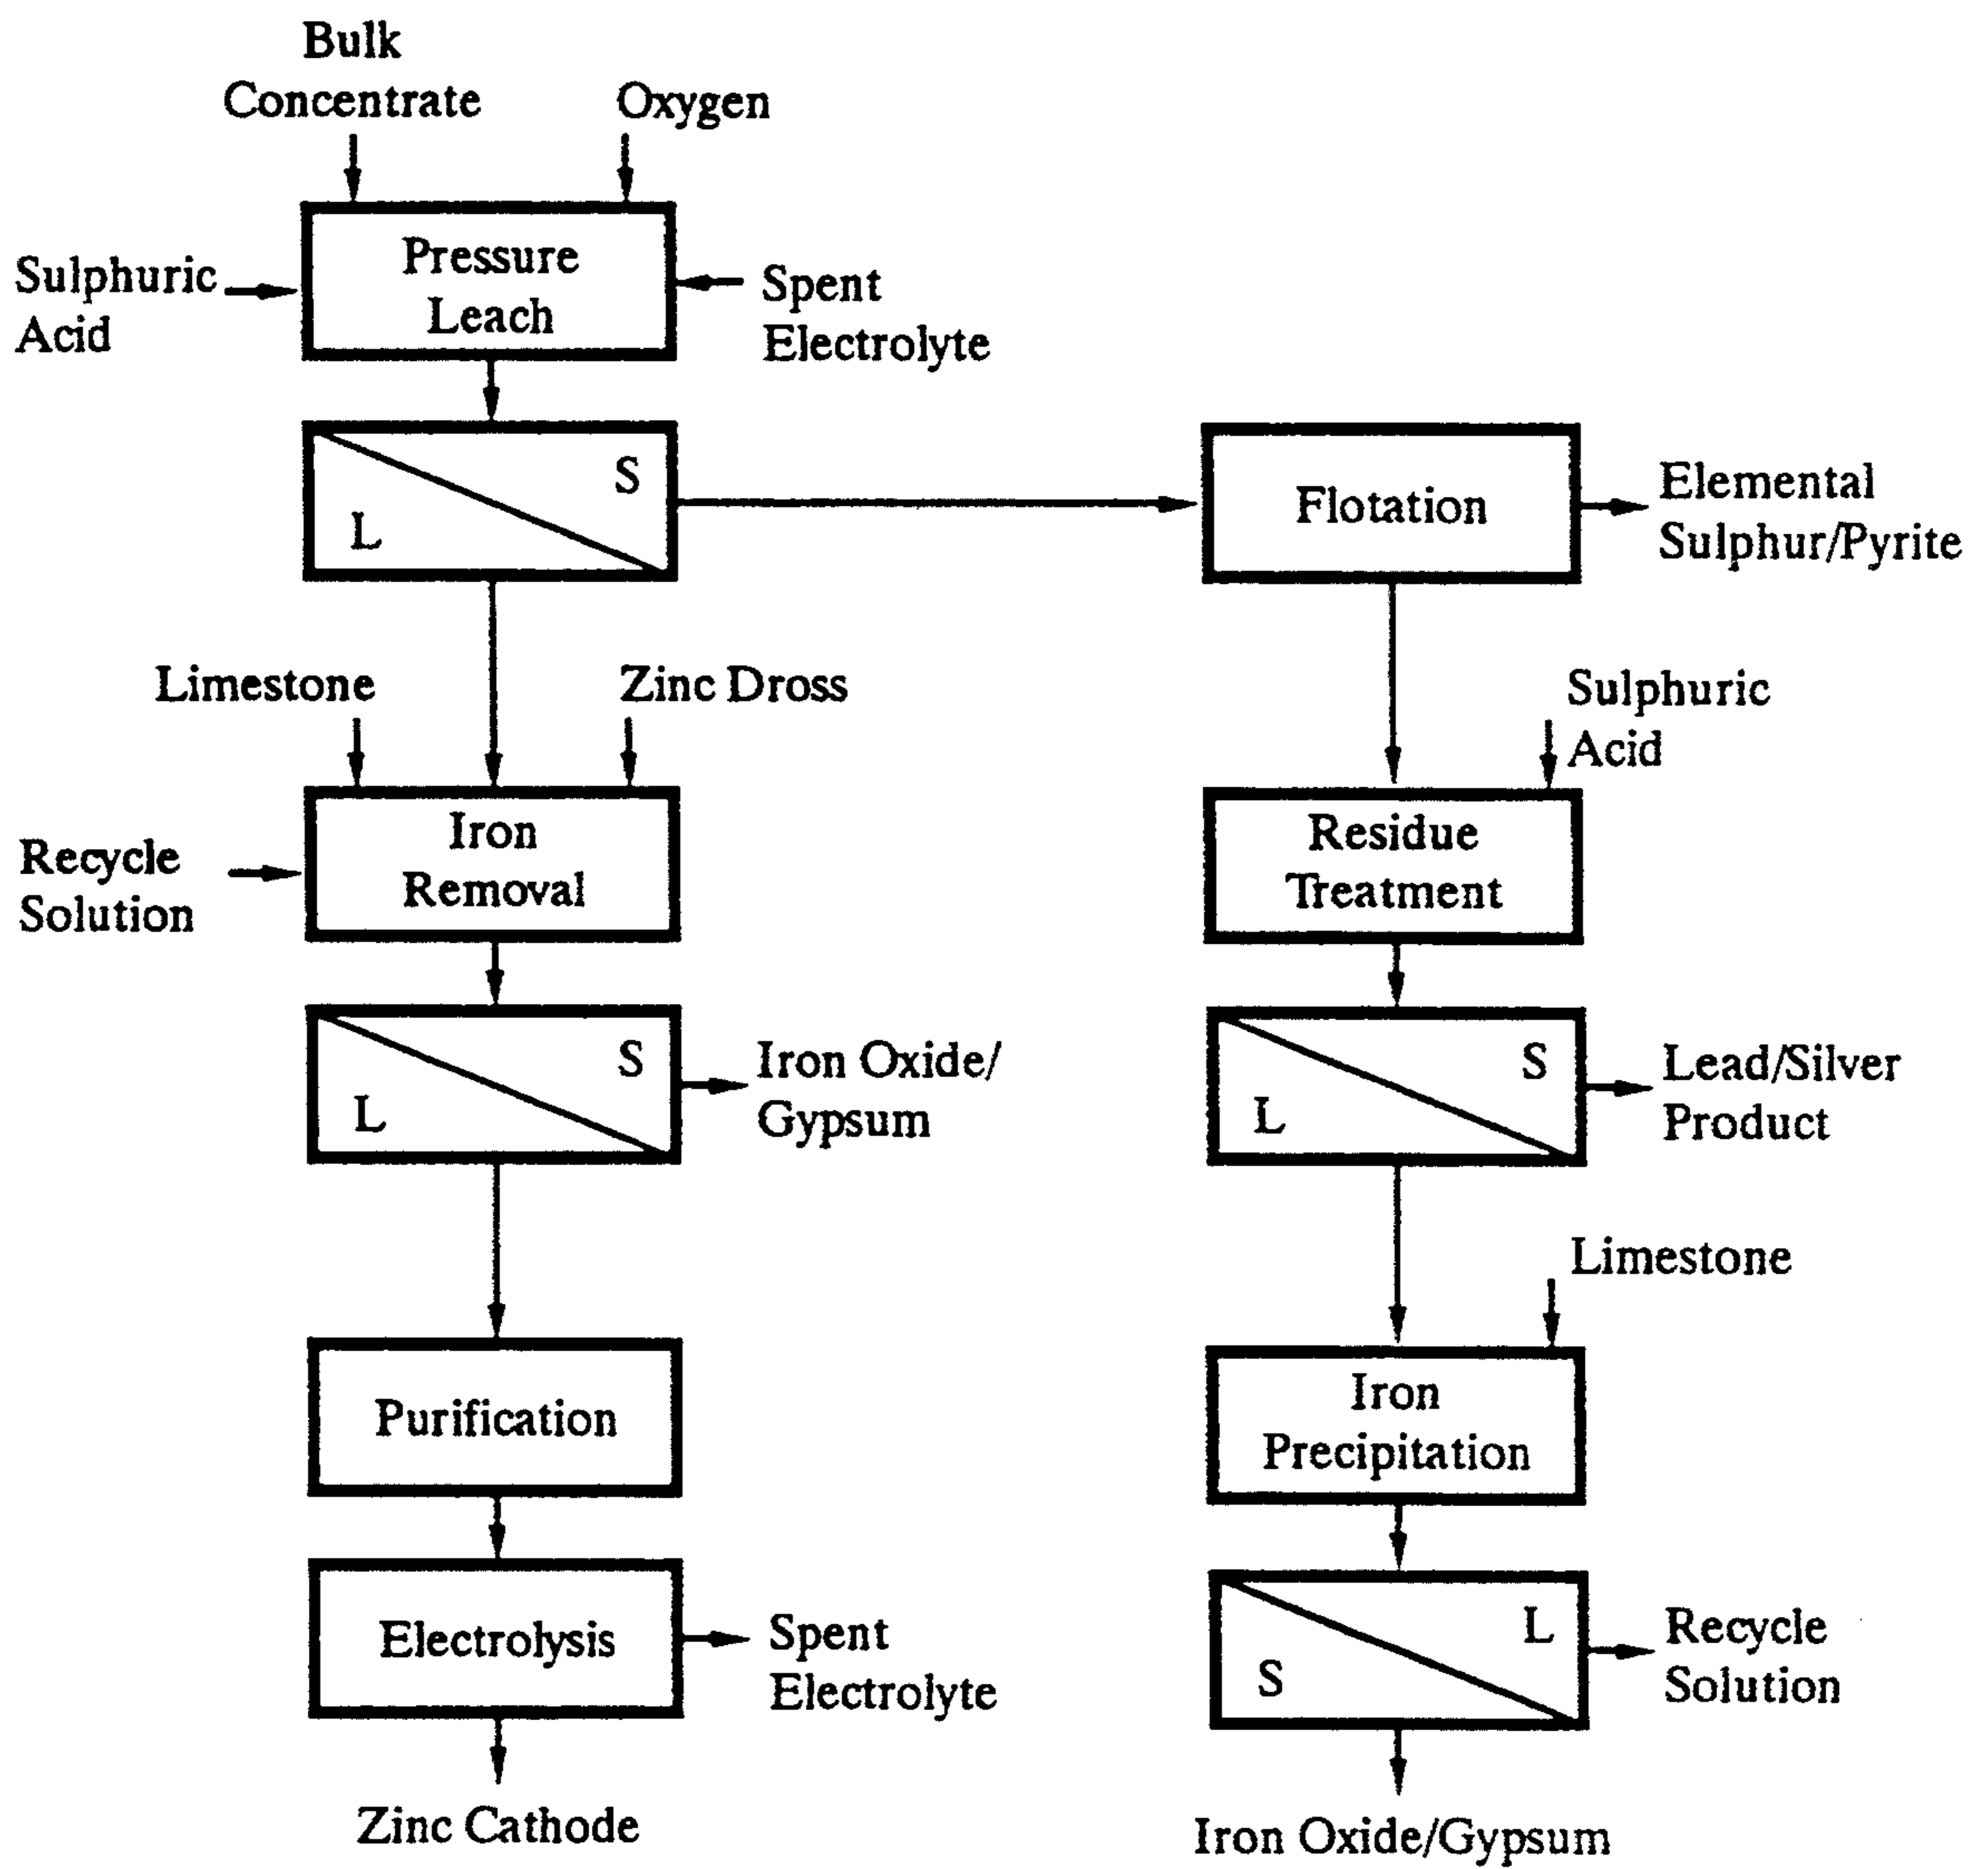 Bulk
Concentrate
Oxygen
Sulphuric
Acid
Pressure
Leach
Spent
Electrolyte
S
L
Flotation
Elemental
Sulphur/Pyrite
Limestone
Zinc Dross
Sulphuric
Acid
Recycle
Solution
Iron
Removal
Residue
Treatment
S
L
Iron Oxide/
Gypsum
S
L
Lead/Silver
Product
Limestone
Purification
Iron
Precipitation
Electrolysis
Spent
Electrolyte
L
S
Recycle
Solution
Zinc Cathode
Iron Oxide/Gypsum